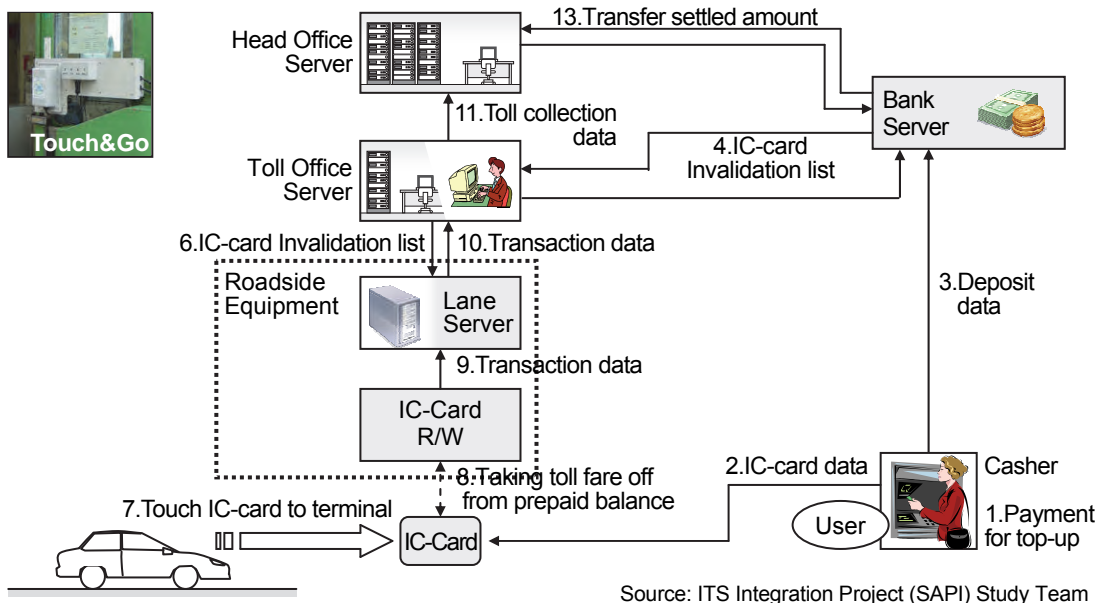 Touch&Go
Head Office
Server
13.Transfer settled amount
Bank
Server
11.Toll collection
data
Toll Office
Server
4.IC-card
Invalidation list
6.IC-card Invalidation list
10.Transaction data
Roadside
Equipment
Lane
Server
3.Deposit
data
9.Transaction data
IC-Card
R/W
8.Taking toll fare off
from prepaid balance
2.IC-card data
Casher
7.Touch IC-card to terminal
IC-Card
User
1.Payment
for top-up
Source: ITS Integration Project (SAPI) Study Team